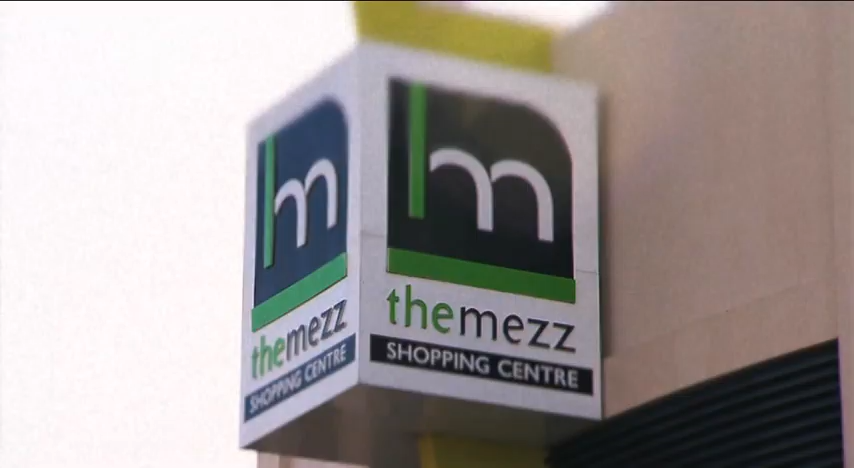 m
themezz
SHOPPING CENTRE
m
themezz
SHOPPING CENTRE